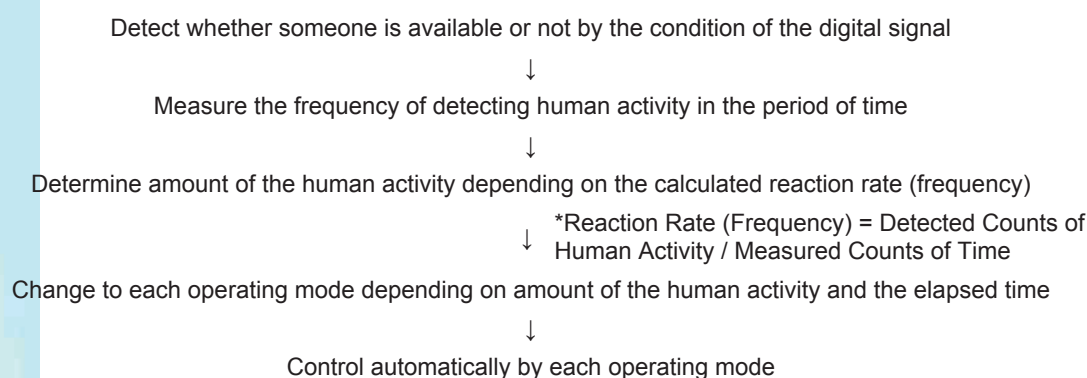 Detect whether someone is available or not by the condition of the digital signal
↓
Measure the frequency of detecting human activity in the period of time
↓
Determine amount of the human activity depending on the calculated reaction rate (frequency)
↓ *Reaction Rate (Frequency) = Detected Counts of
Human Activity / Measured Counts of Time
Change to each operating mode depending on amount of the human activity and the elapsed time
↓
Control automatically by each operating mode